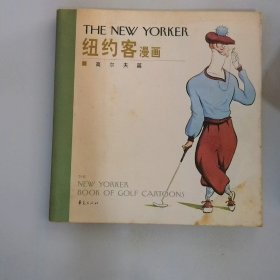 THE NEW YORKER
纽约客漫画
高尔夫篇
THE
NEW YORKER
BOOK OF GOLF CARTOONS